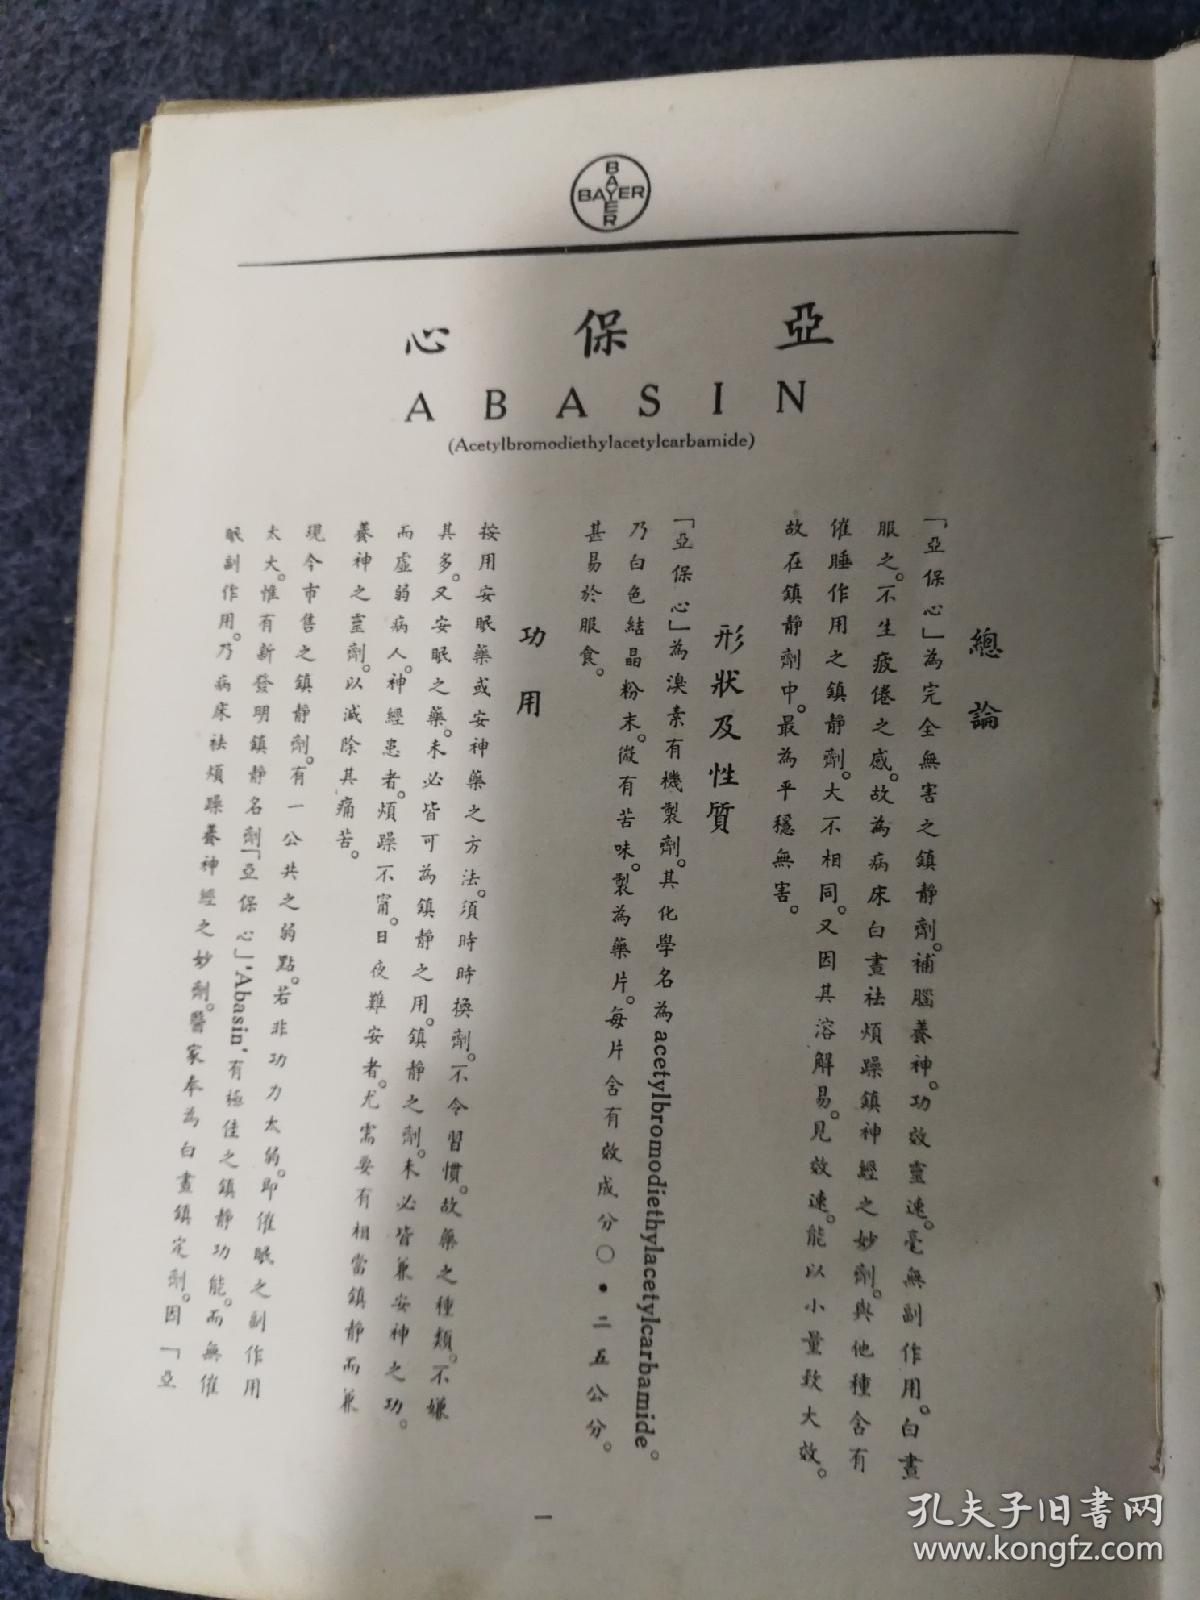 BAYER
BAYER
亞保心
ABASIN
(Acetylbromodiethylacetylcarbamide)
總論
「亞保心」為完全無害之鎮靜劑。補腦養神。功效靈速。毫無副作用。白晝
服之。不生疲倦之感。故為病床白晝祛煩躁鎮神經之妙劑。與他種含有
催睡作用之鎮靜劑。大不相同。又因其溶解易。見效速。能以小量致大效。
故在鎮靜劑中。最為平穩無害。
形狀及性質
「亞保心」為溴素有機製劑。其化學名為acetylbromodiethylacetylcarbamide。
乃白色結晶粉末。微有苦味。製為藥片。每片含有效成分〇・二五公分。
甚易於服食。
功用
按用安眠藥或安神藥之方法。須時時換劑。不令習慣。故藥之種類。不嫌
其多。又安眠之藥。未必皆可為鎮靜之用。鎮靜之劑。未必皆兼安神之功。
而虛弱病人。神經患者。煩躁不甯。日夜難安者。尤需要有相當鎮靜而兼
養神之靈劑。以減除其痛苦。
現今市售之鎮靜劑。有一公共之弱點。若非功力太弱。即催眠之副作用
太大。惟有新發明鎮靜名劑「亞保心」'Abasin'有極佳之鎮靜功能。而無催
眠副作用。乃病床祛煩躁養神經之妙劑。醫家本為白晝鎮定劑。因「亞
一
孔夫子旧书网
www.kongfz.com